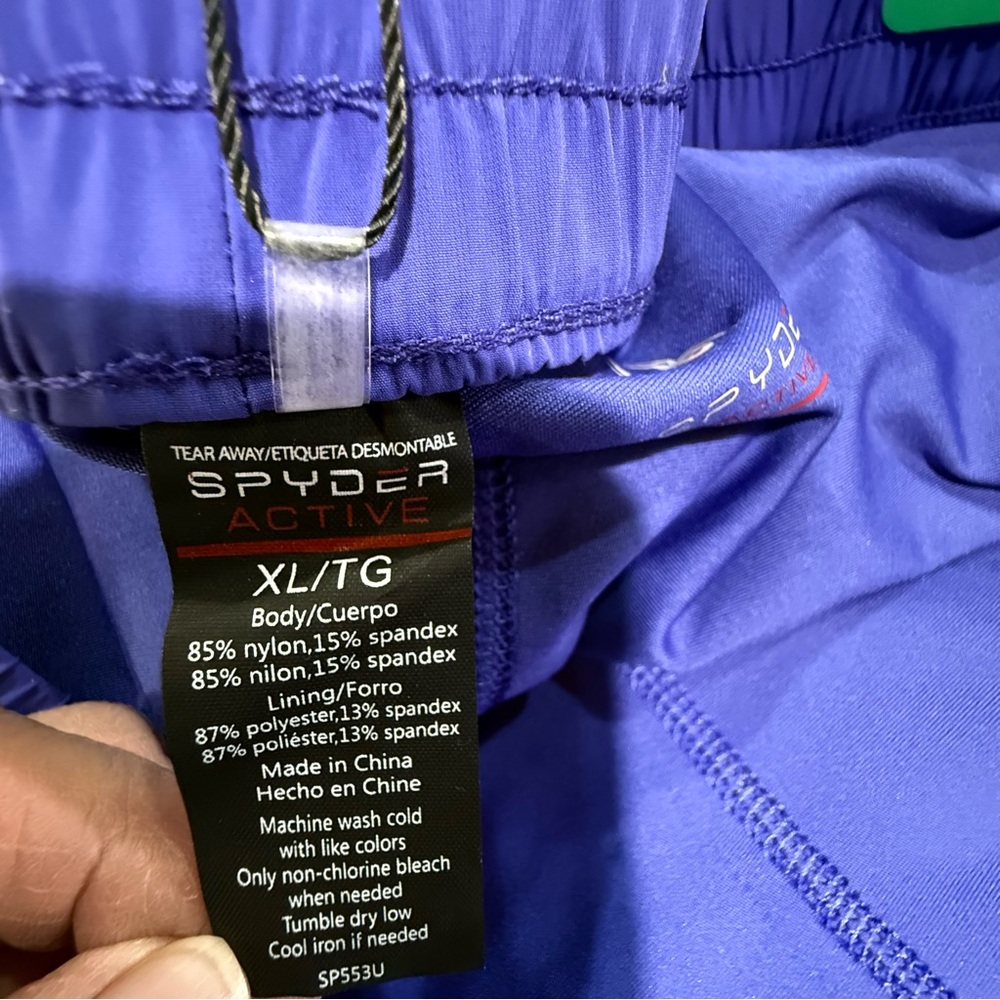 TEAR AWAY/ETIQUETA DESMONTABLE
SPYDER
ACTIVE
XL/TG
Body/Cuerpo
85% nylon,15% spandex
85% nilon,15% spandex
Lining/Forro
87% polyester,13% spandex
87% poliéster,13% spandex
Made in China
Hecho en Chine
Machine wash cold
with like colors
Only non-chlorine bleach
when needed
Tumble dry low
Cool iron if needed
SP553U